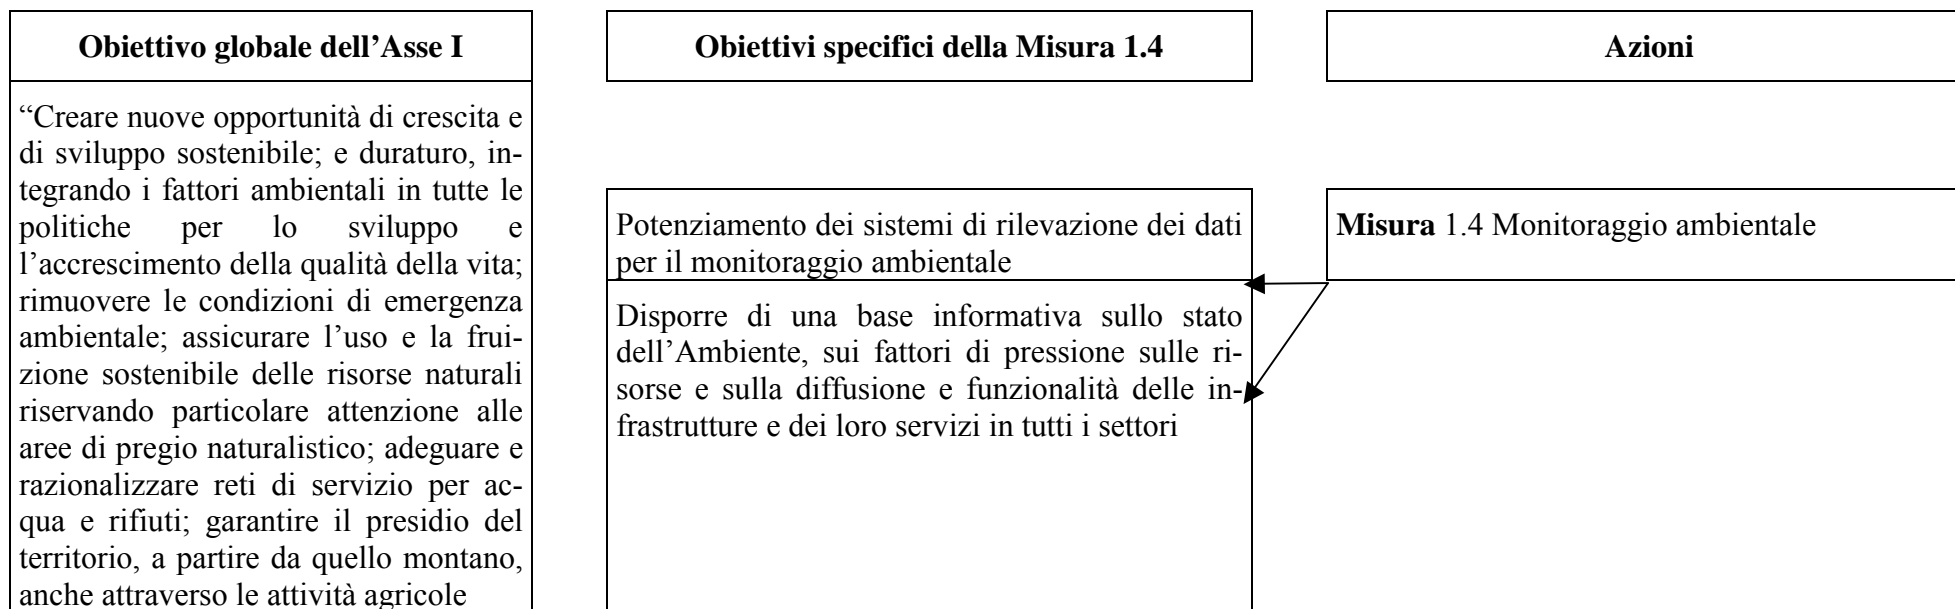 Obiettivo globale dell’Asse I
“Creare nuove opportunità di crescita e
di sviluppo sostenibile; e duraturo, in-
tegrando i fattori ambientali in tutte le
politiche per lo sviluppo e
l’accrescimento della qualità della vita;
rimuovere le condizioni di emergenza
ambientale; assicurare l’uso e la frui-
zione sostenibile delle risorse naturali
riservando particolare attenzione alle
aree di pregio naturalistico; adeguare e
razionalizzare reti di servizio per ac-
qua e rifiuti; garantire il presidio del
territorio, a partire da quello montano,
anche attraverso le attività agricole
Obiettivi specifici della Misura 1.4
Potenziamento dei sistemi di rilevazione dei dati
per il monitoraggio ambientale
Disporre di una base informativa sullo stato
dell’Ambiente, sui fattori di pressione sulle ri-
sorse e sulla diffusione e funzionalità delle in-
frastrutture e dei loro servizi in tutti i settori
Azioni
Misura 1.4 Monitoraggio ambientale